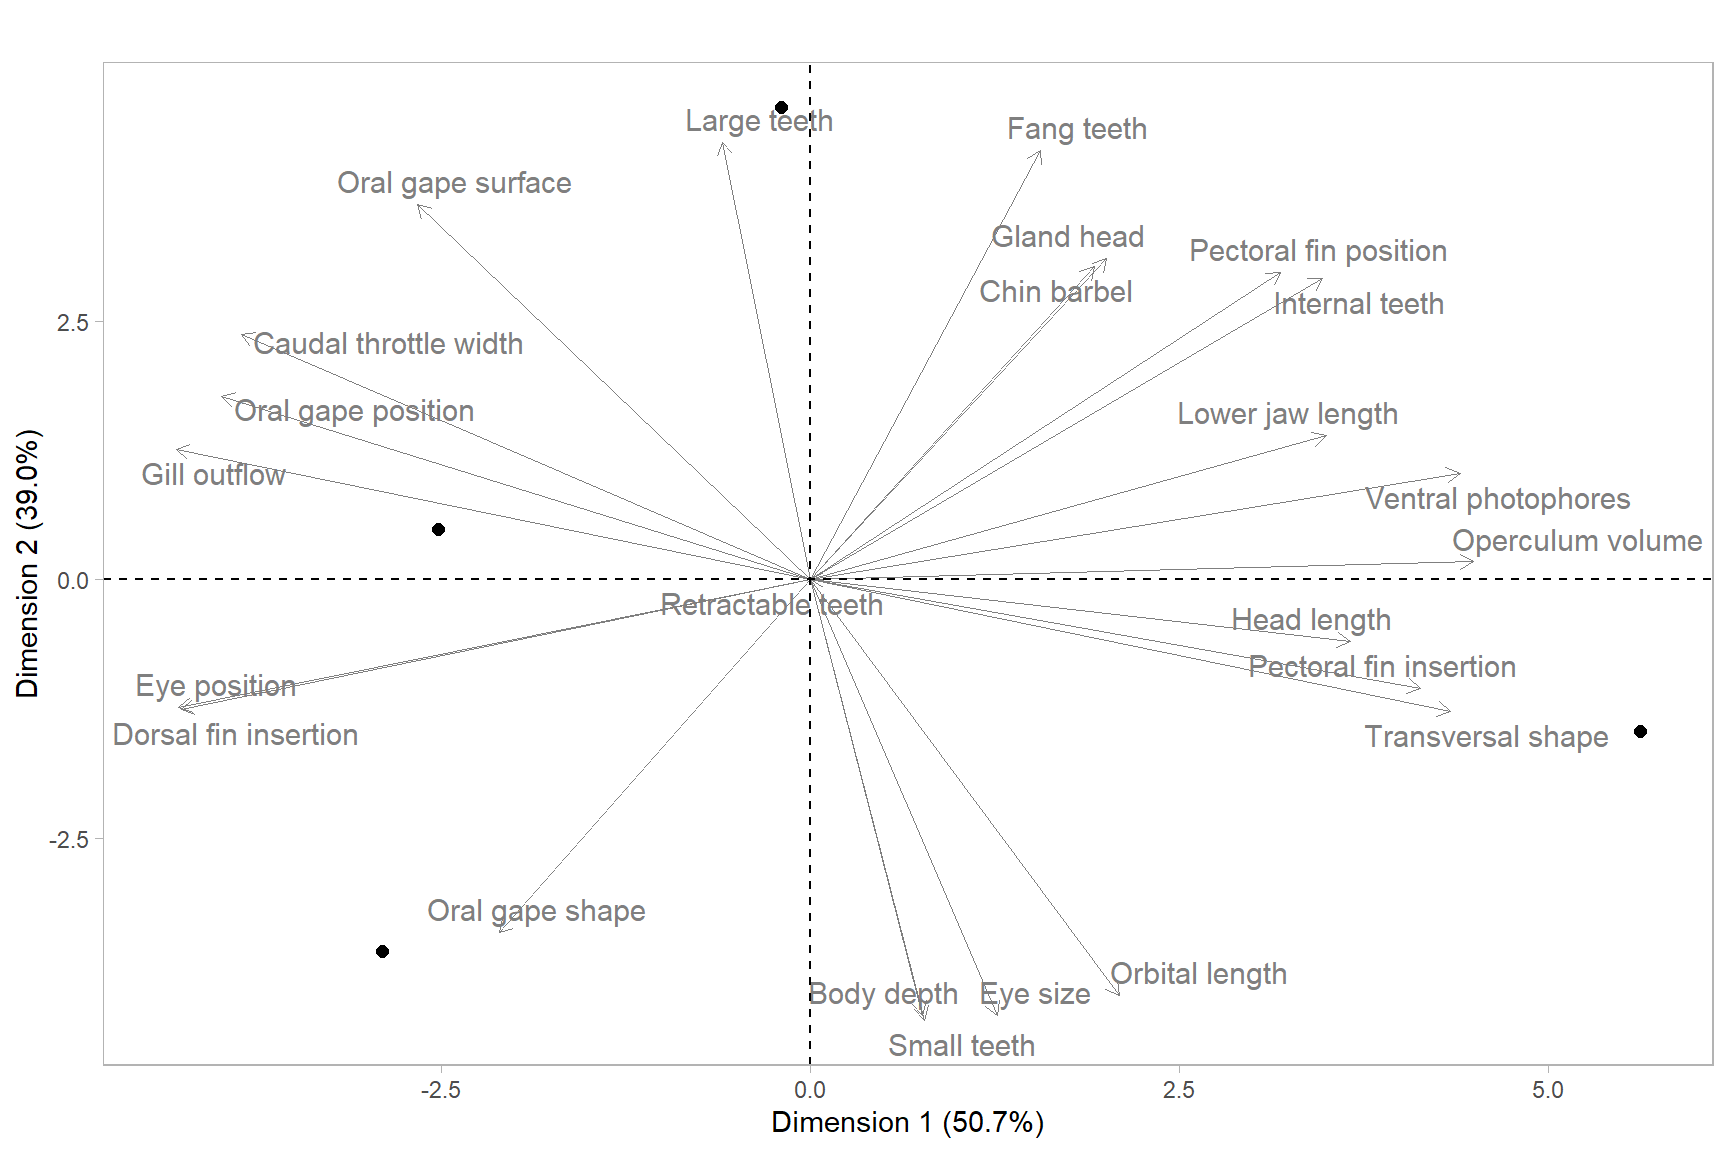 Large teeth
Fang teeth
Oral gape surface
Gland head
Pectoral fin position
Chin barbel
Internal teeth
2.5
Caudal throttle width
Oral gape position
Lower jaw length
Gill outflow
Ventral photophores
Operculum volume
0.0
Retractable teeth
Head length
Pectoral fin insertion
Eye position
Dorsal fin insertion
Transversal shape
-2.5
Oral gape shape
Orbital length
Body depth
Eye size
Small teeth
-2.5
0.0
2.5
5.0
Dimension 1 (50.7%)
Dimension 2 (39.0%)